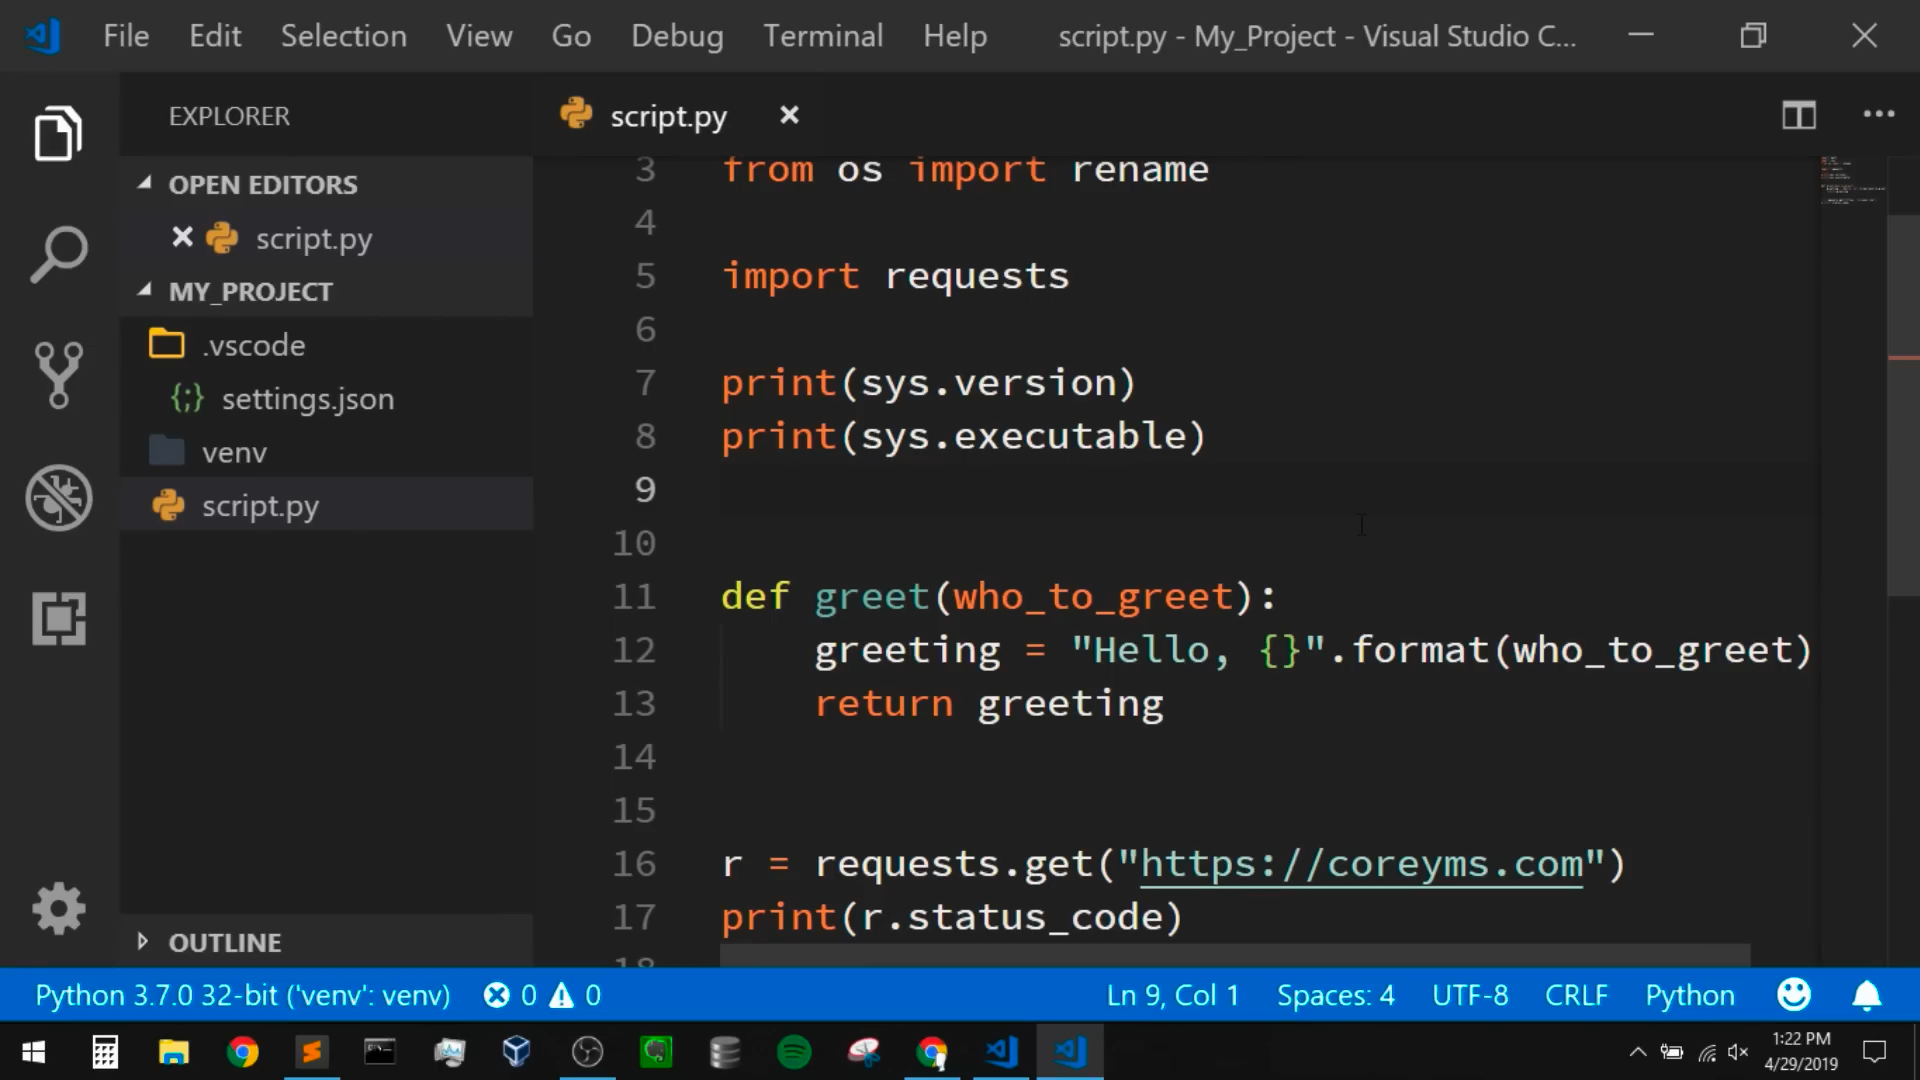 File Edit Selection View Go Debug Terminal Help script.py - My_Project - Visual Studio C...
EXPLORER
script.py
OPEN EDITORS
script.py
MY_PROJECT
.vscode
settings.json
venv
script.py
OUTLINE
3 from os import rename
4
5 import requests
6
7 print(sys.version)
8 print(sys.executable)
9
10
11 def greet(who_to_greet):
12 greeting = "Hello, {}".format(who_to_greet)
13 return greeting
14
15
16 r = requests.get("https://coreyms.com")
17 print(r.status_code)
18
Python 3.7.0 32-bit ('venv': venv) 0 0 Ln 9, Col 1 Spaces: 4 UTF-8 CRLF Python
1:22 PM
4/29/2019